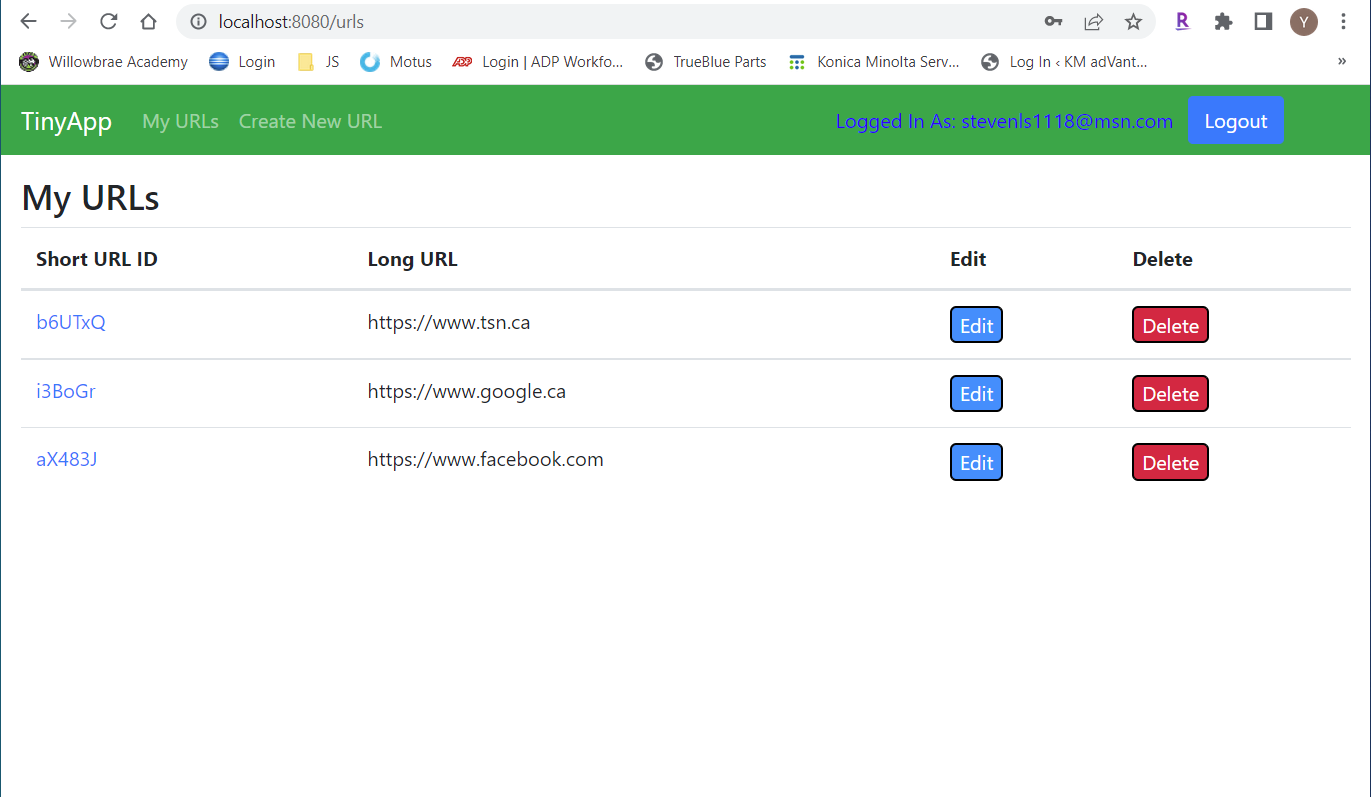 localhost:8080/urls
R
Y
Willowbrae Academy Login JS Motus ADP Login | ADP Workfo... TrueBlue Parts Konica Minolta Serv... Log In ‹ KM adVant... »
TinyApp My URLs Create New URL Logged In As: stevenls1118@msn.com Logout
My URLs
Short URL ID Long URL Edit Delete
b6UTxQ https://www.tsn.ca Edit Delete
i3BoGr https://www.google.ca Edit Delete
aX483J https://www.facebook.com Edit Delete